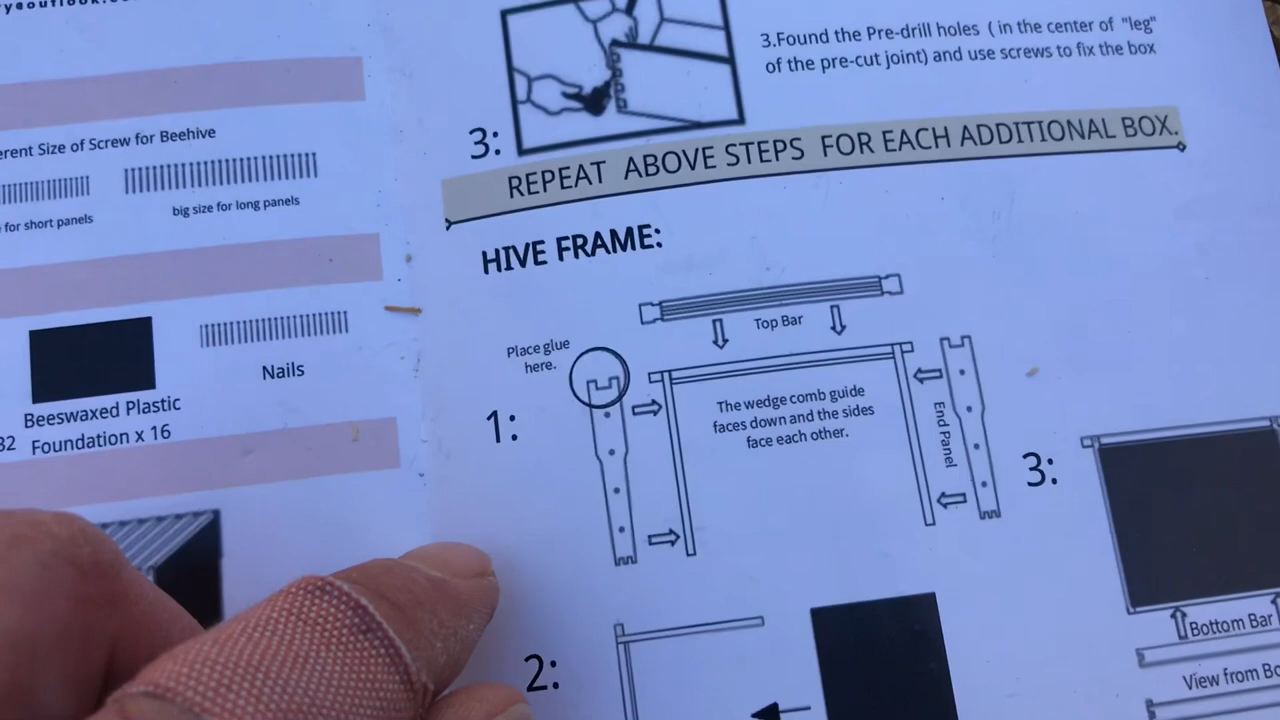 Size of Screw for Beehive
for short panels
big size for long panels
Nails
Beeswaxed Plastic
Foundation x 16
3.Found the Pre-drill holes ( in the center of "leg"
of the pre-cut joint) and use screws to fix the box
3:
REPEAT ABOVE STEPS FOR EACH ADDITIONAL BOX.
HIVE FRAME:
Top Bar
Place glue
here.
1:
The wedge comb guide
faces down and the sides
face each other.
End Panel
2:
3:
Bottom Bar
View from